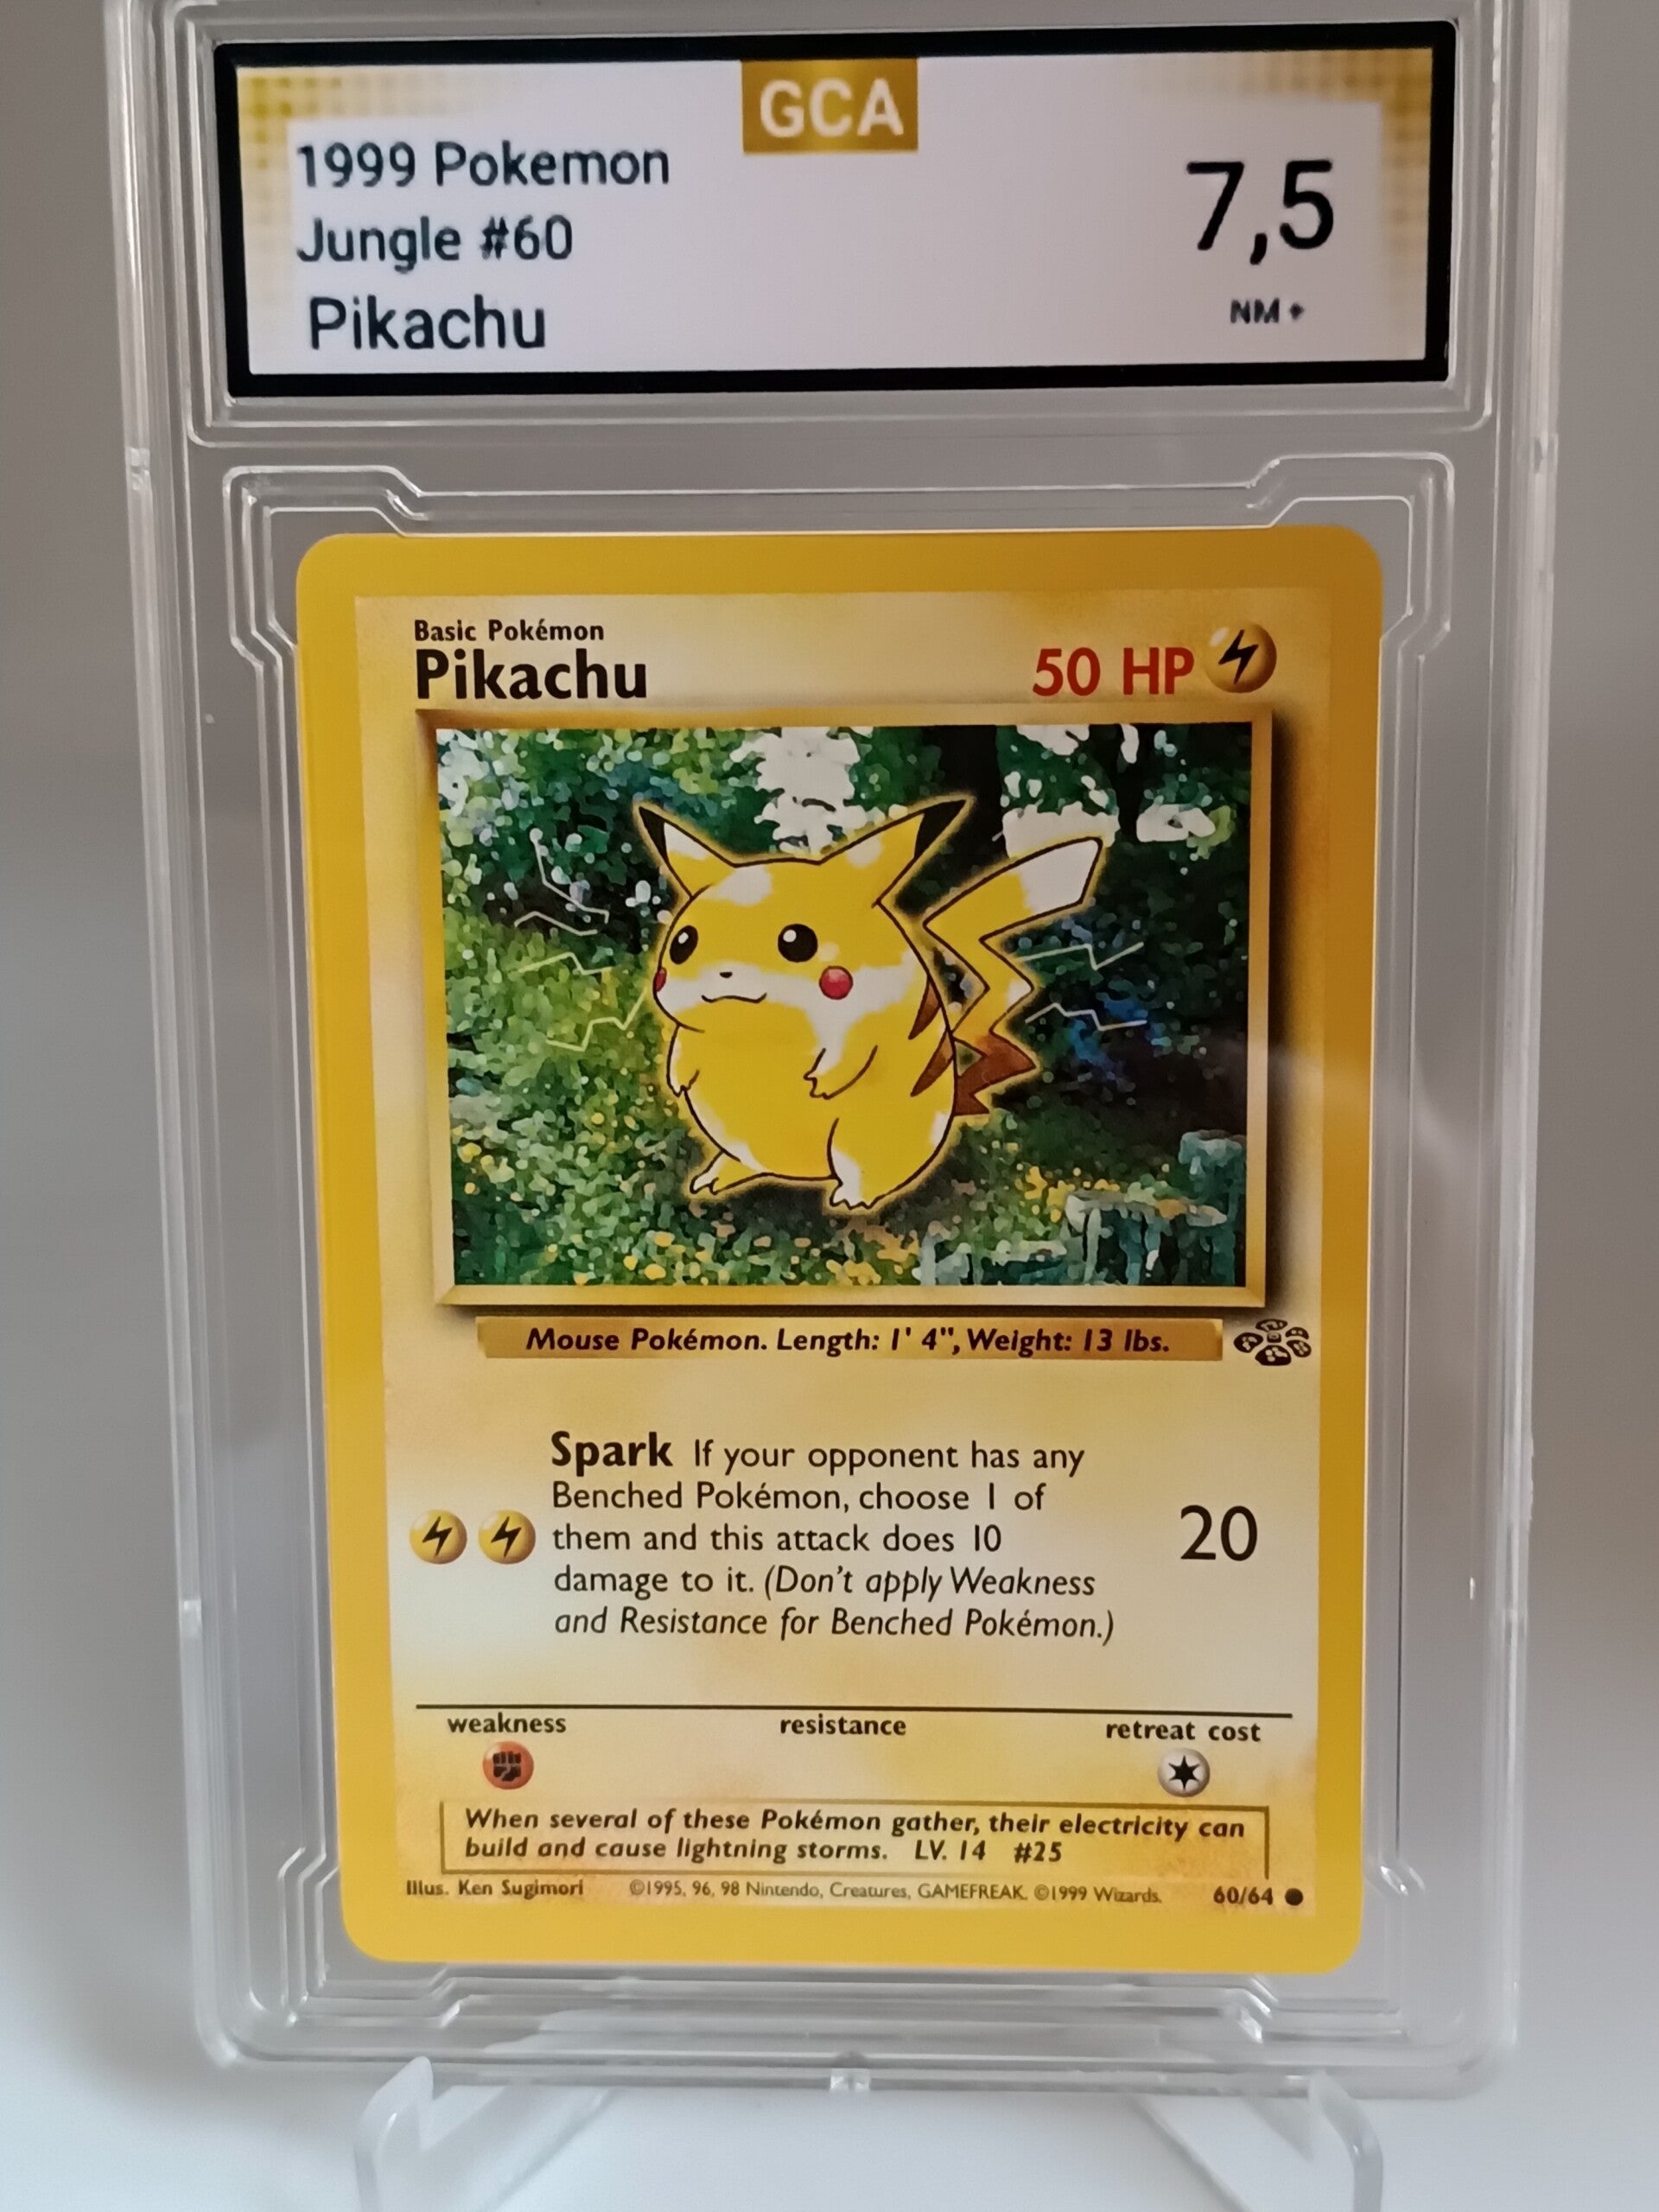 GCA
1999 Pokemon
Jungle #60
Pikachu
7,5
NM+
Basic Pokémon
Pikachu
50 HP
Mouse Pokémon. Length: 1' 4", Weight: 13 lbs.
Spark If your opponent has any
Benched Pokémon, choose 1 of
them and this attack does 10
damage to it. (Don't apply Weakness
and Resistance for Benched Pokémon.)
20
weakness
resistance
retreat cost
When several of these Pokémon gather, their electricity can
build and cause lightning storms. LV. 14 #25
Illus. Ken Sugimori ©1995, 96, 98 Nintendo, Creatures, GAMEFREAK. ©1999 Wizards. 60/64